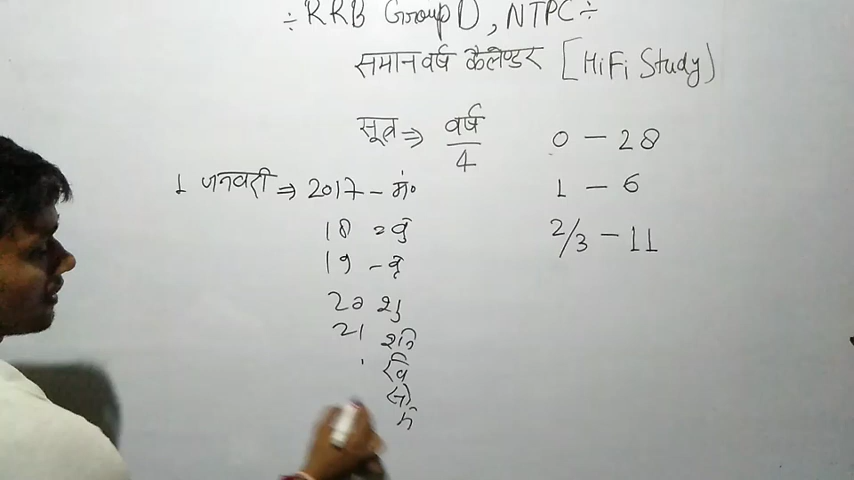 ÷ RRB Group D, NTPC ÷
समान वर्ष कैलेण्डर [HiFi Study]
सूत्र ⇒ वर्ष/4
0 - 28
1 जनवरी ⇒ 2017 - मं०
1 - 6
18 = बु
2/3 - 11
19 - बृ
20 शु
21 शनि
रवि
सो
मं